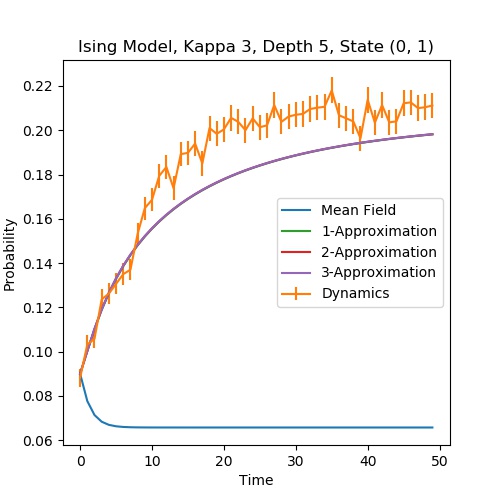 Ising Model, Kappa 3, Depth 5, State (0, 1)
0.22
0.20
0.18
0.16
0.14
0.12
0.10
0.08
0.06
Probability
Mean Field
1-Approximation
2-Approximation
3-Approximation
Dynamics
0 10 20 30 40 50
Time